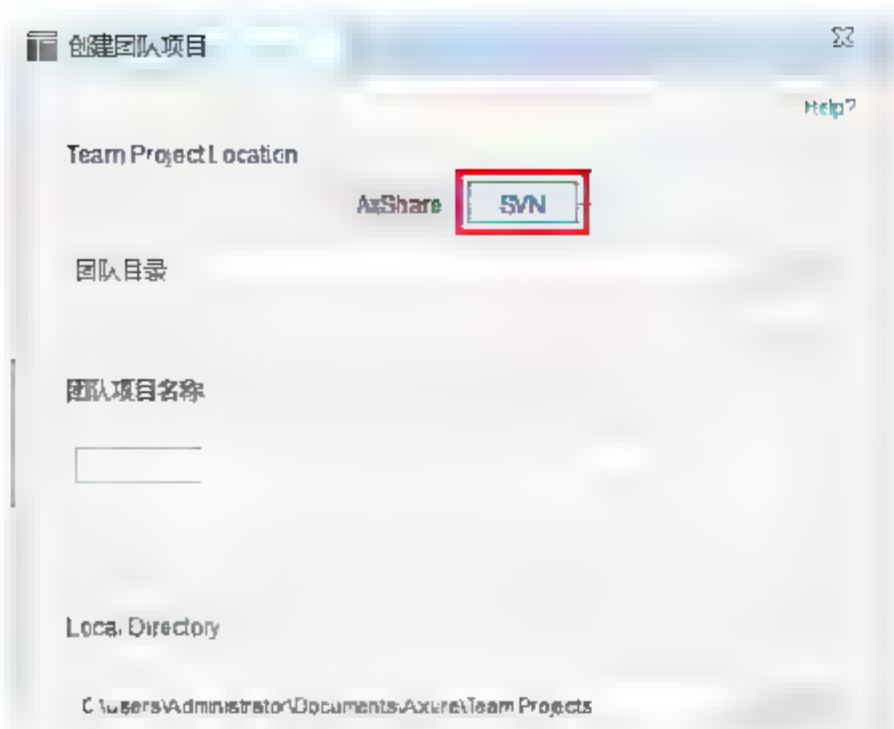 创建团队项目
Help?
Team Project Location
AxShare SVN
团队目录
团队项目名称
Local Directory
C:\Users\Administrator\Documents\Axure\Team Projects